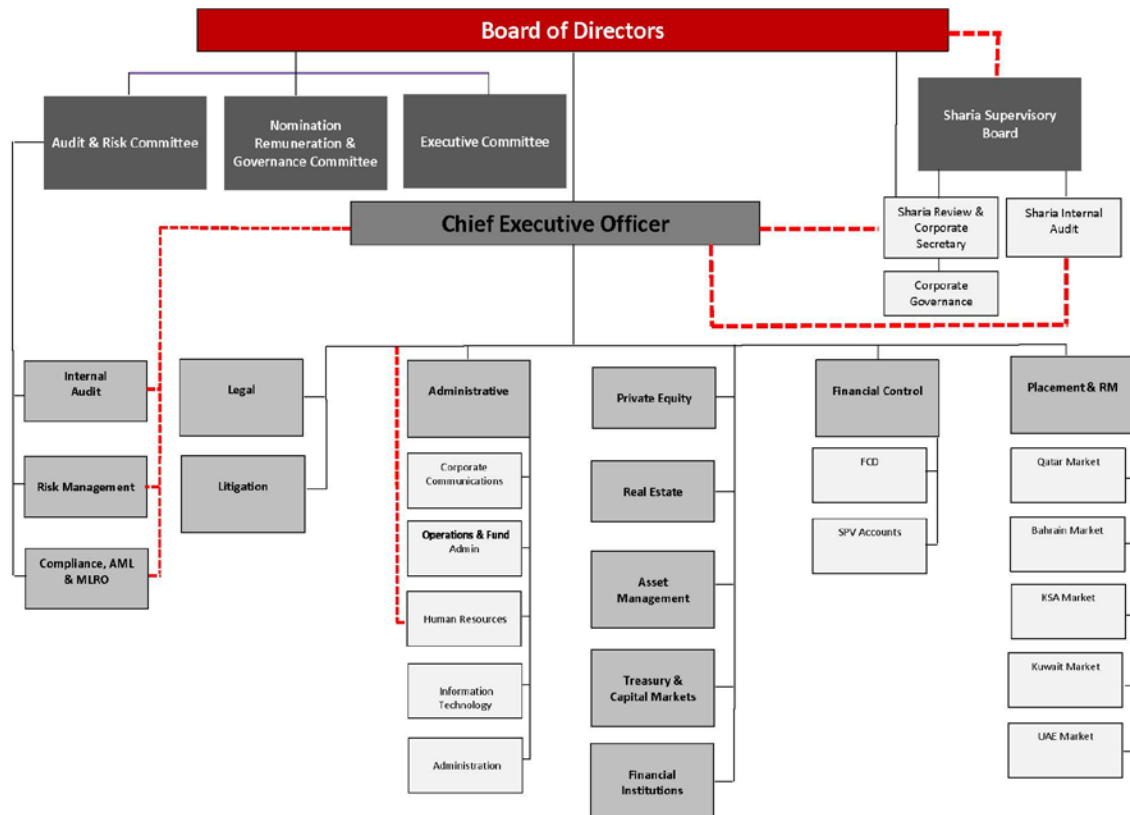 Board of Directors
Audit & Risk Committee
Nomination
Remuneration &
Governance Committee
Executive Committee
Sharia Supervisory
Board
Chief Executive Officer
Sharia Review &
Corporate
Secretary
Sharia Internal
Audit
Corporate
Governance
Internal
Audit
Risk Management
Compliance, AML
& MLRO
Legal
Litigation
Administrative
Corporate
Communications
Operations & Fund
Admin
Human Resources
Information
Technology
Administration
Private Equity
Real Estate
Asset
Management
Treasury &
Capital Markets
Financial
Institutions
Financial Control
FCD
SPV Accounts
Placement & RM
Qatar Market
Bahrain Market
KSA Market
Kuwait Market
UAE Market